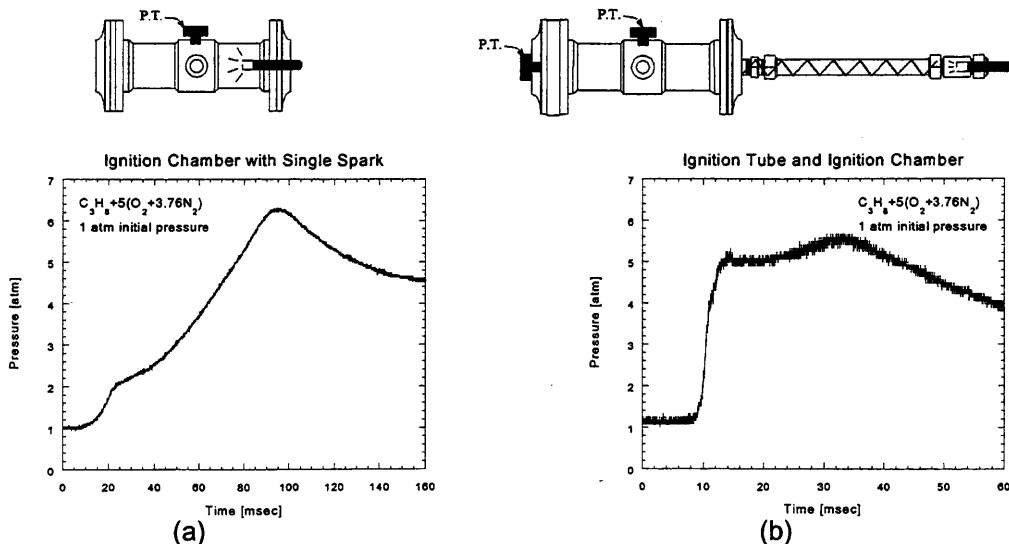 P.T.
P.T.
P.T.
Ignition Chamber with Single Spark
C3H8+5(O2+3.76N2)
1 atm initial pressure
Pressure [atm]
7
6
5
4
3
2
1
0
0 20 40 60 80 100 120 140 160
Time [msec]
(a)
Ignition Tube and Ignition Chamber
C3H8+5(O2+3.76N2)
1 atm initial pressure
Pressure [atm]
7
6
5
4
3
2
1
0
0 10 20 30 40 50 60
Time [msec]
(b)